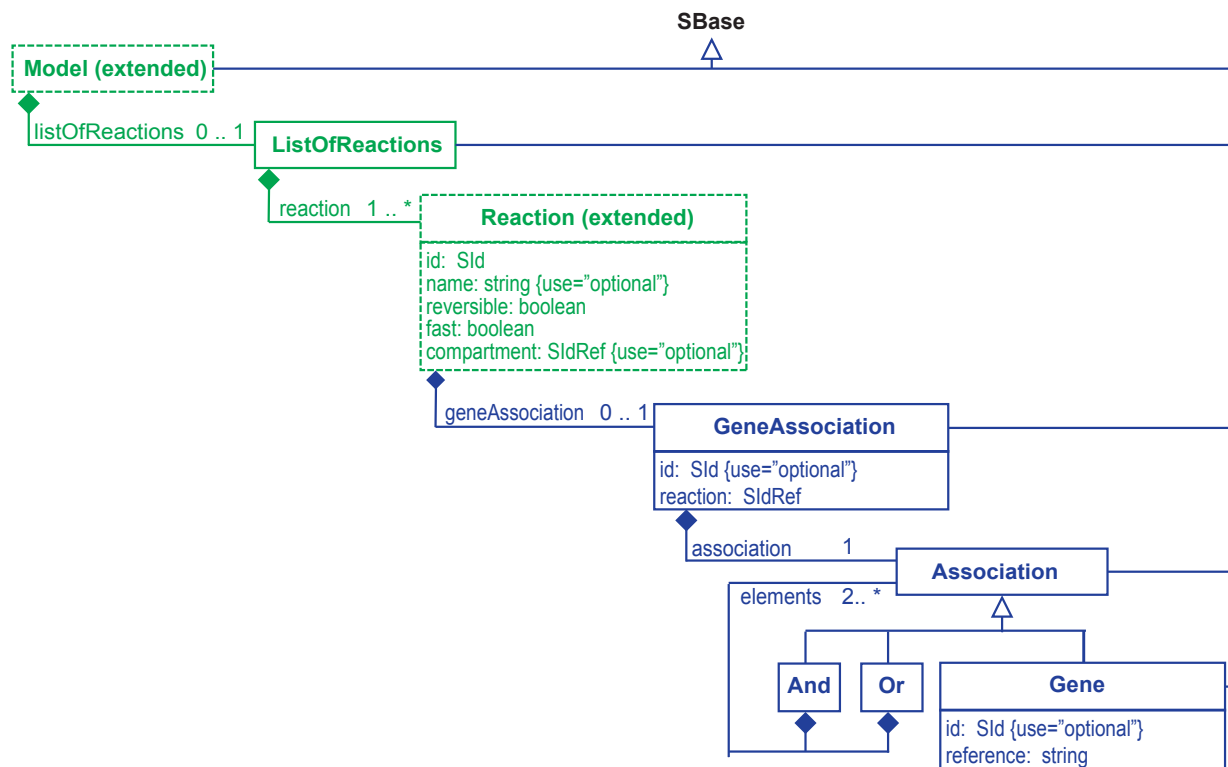 SBase
Model (extended)
listOfReactions 0 .. 1
ListOfReactions
reaction 1 .. *
Reaction (extended)
id: SId
name: string {use=”optional”}
reversible: boolean
fast: boolean
compartment: SIdRef {use=”optional”}
geneAssociation 0 .. 1
GeneAssociation
id: SId {use=”optional”}
reaction: SIdRef
association 1
Association
elements 2.. *
And
Or
Gene
id: SId {use=”optional”}
reference: string